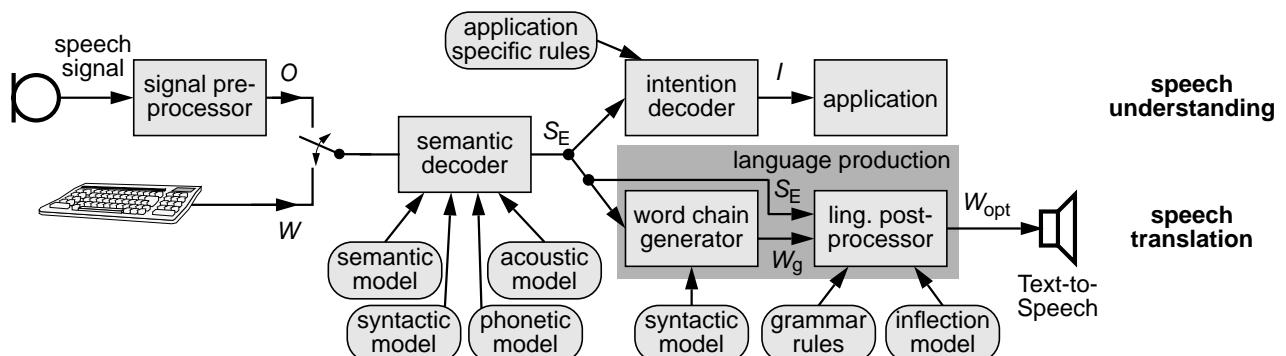 speech
signal
signal pre-
processor
O
W
semantic
decoder
semantic
model
syntactic
model
phonetic
model
acoustic
model
S_E
application
specific rules
intention
decoder
I
application
speech
understanding
language production
S_E
word chain
generator
W_g
ling. post-
processor
syntactic
model
grammar
rules
inflection
model
W_opt
Text-to-
Speech
speech
translation